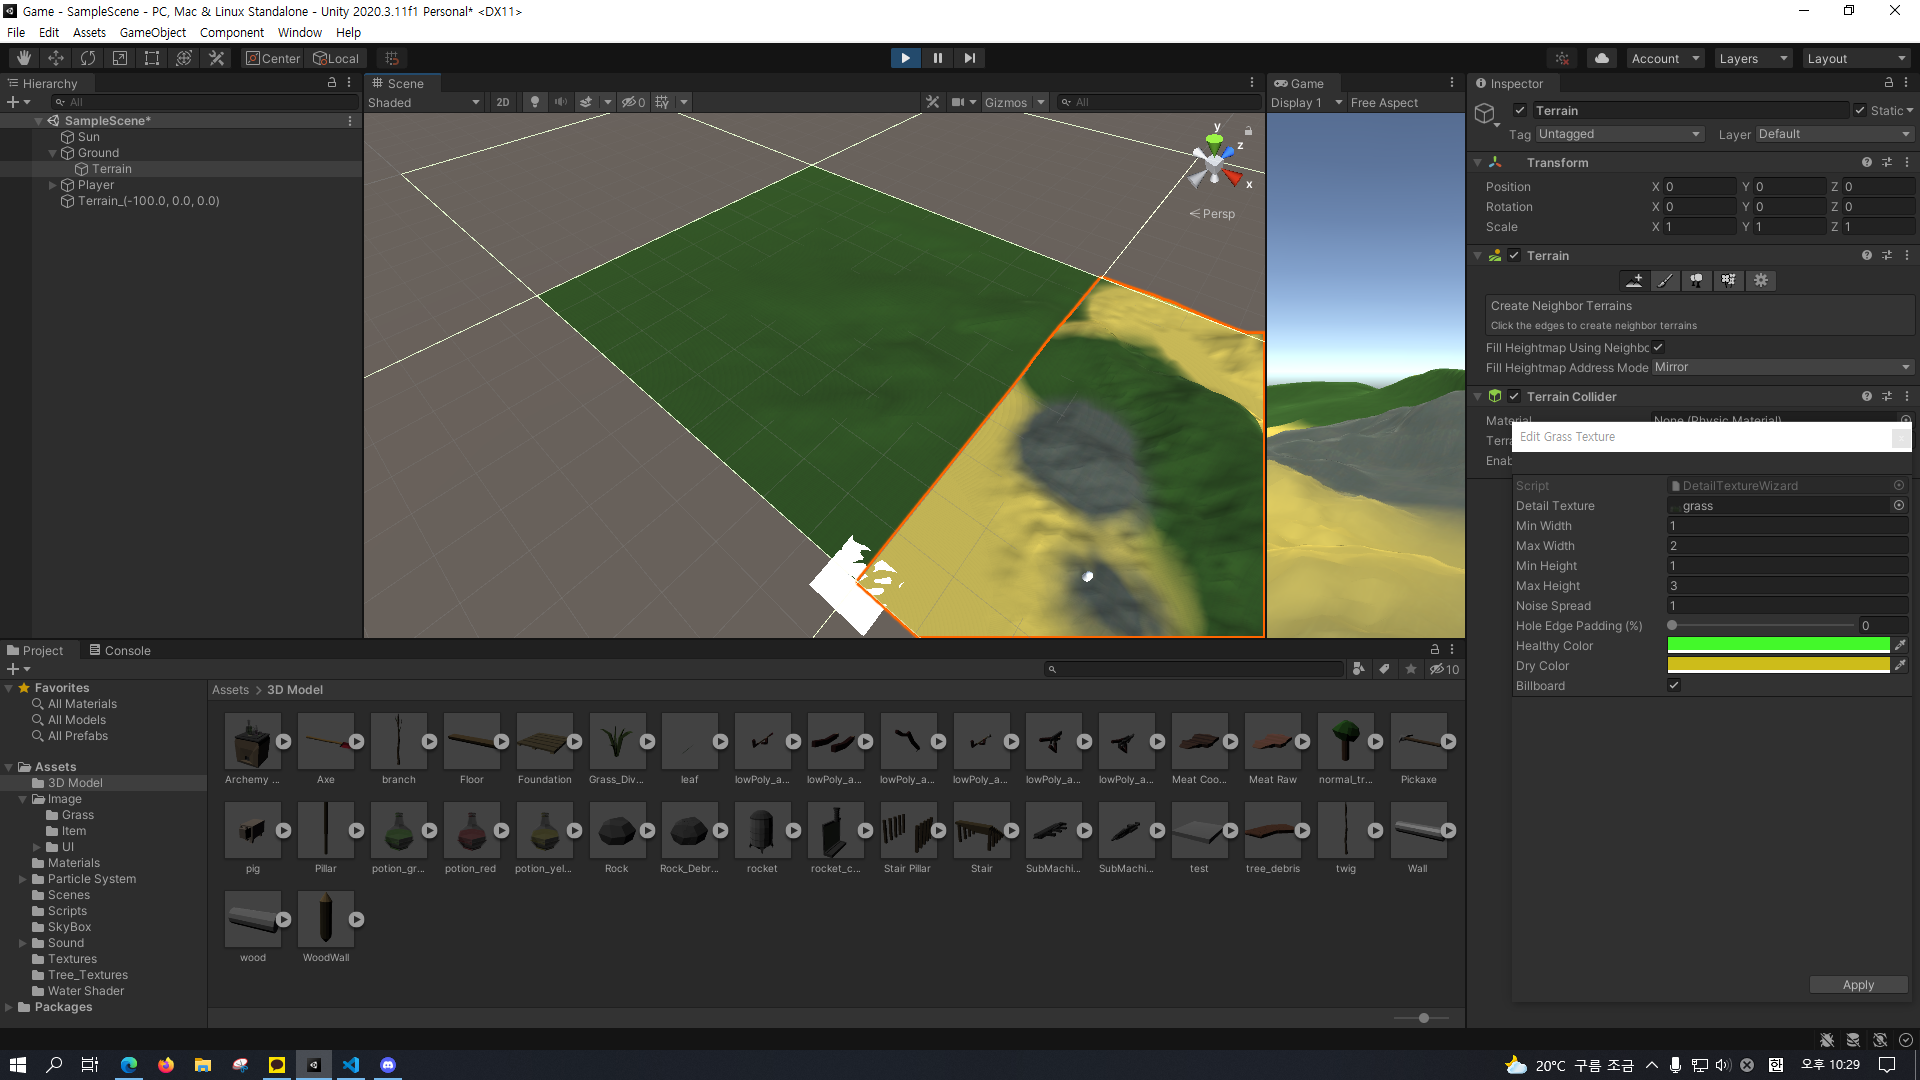 Game - SampleScene - PC, Mac & Linux Standalone - Unity 2020.3.11f1 Personal* <DX11>
File Edit Assets GameObject Component Window Help
Center Local
Account Layers Layout
Hierarchy
All
SampleScene*
Sun
Ground
Terrain
Player
Terrain_(-100.0, 0.0, 0.0)
Scene
Shaded 2D 0 Gizmos All
y
z
x
Persp
Game
Display 1 Free Aspect
Inspector
Terrain Static
Tag Untagged Layer Default
Transform
Position X 0 Y 0 Z 0
Rotation X 0 Y 0 Z 0
Scale X 1 Y 1 Z 1
Terrain
Create Neighbor Terrains
Click the edges to create neighbor terrains
Fill Heightmap Using Neighbo
Fill Heightmap Address Mode Mirror
Terrain Collider
Material None (Physic Material)
Terra
Enab
Edit Grass Texture
Script DetailTextureWizard
Detail Texture grass
Min Width 1
Max Width 2
Min Height 1
Max Height 3
Noise Spread 1
Hole Edge Padding (%) 0
Healthy Color
Dry Color
Billboard
Apply
Project Console
10
Favorites
All Materials
All Models
All Prefabs
Assets
3D Model
Image
Grass
Item
UI
Materials
Particle System
Scenes
Scripts
SkyBox
Sound
Textures
Tree_Textures
Water Shader
Packages
Assets > 3D Model
Archemy ... Axe branch Floor Foundation Grass_Div... leaf lowPoly_a... lowPoly_a... lowPoly_a... lowPoly_a... lowPoly_a... lowPoly_a... Meat Coo... Meat Raw normal_tr... Pickaxe
pig Pillar potion_gr... potion_red potion_yel... Rock Rock_Debr... rocket rocket_c... Stair Pillar Stair SubMachi... SubMachi... test tree_debris twig Wall
wood WoodWall
20°C 구름 조금 오후 10:29